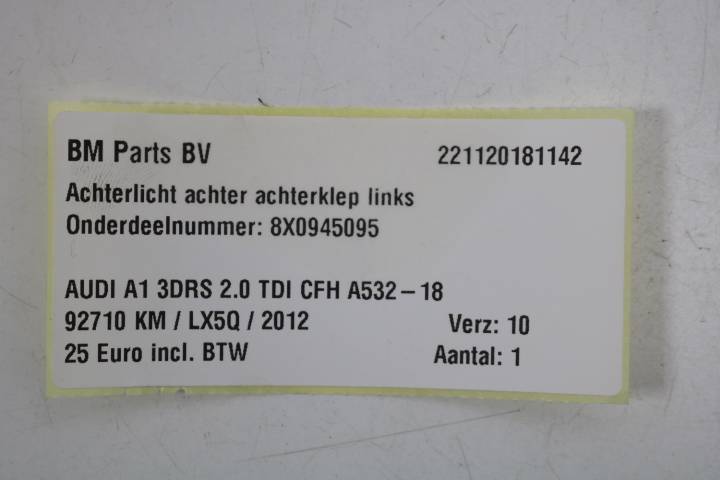 BM Parts BV 221120181142
Achterlicht achter achterklep links
Onderdeelnummer: 8X0945095
AUDI A1 3DRS 2.0 TDI CFH A532-18
92710 KM / LX5Q / 2012 Verz: 10
25 Euro incl. BTW Aantal: 1